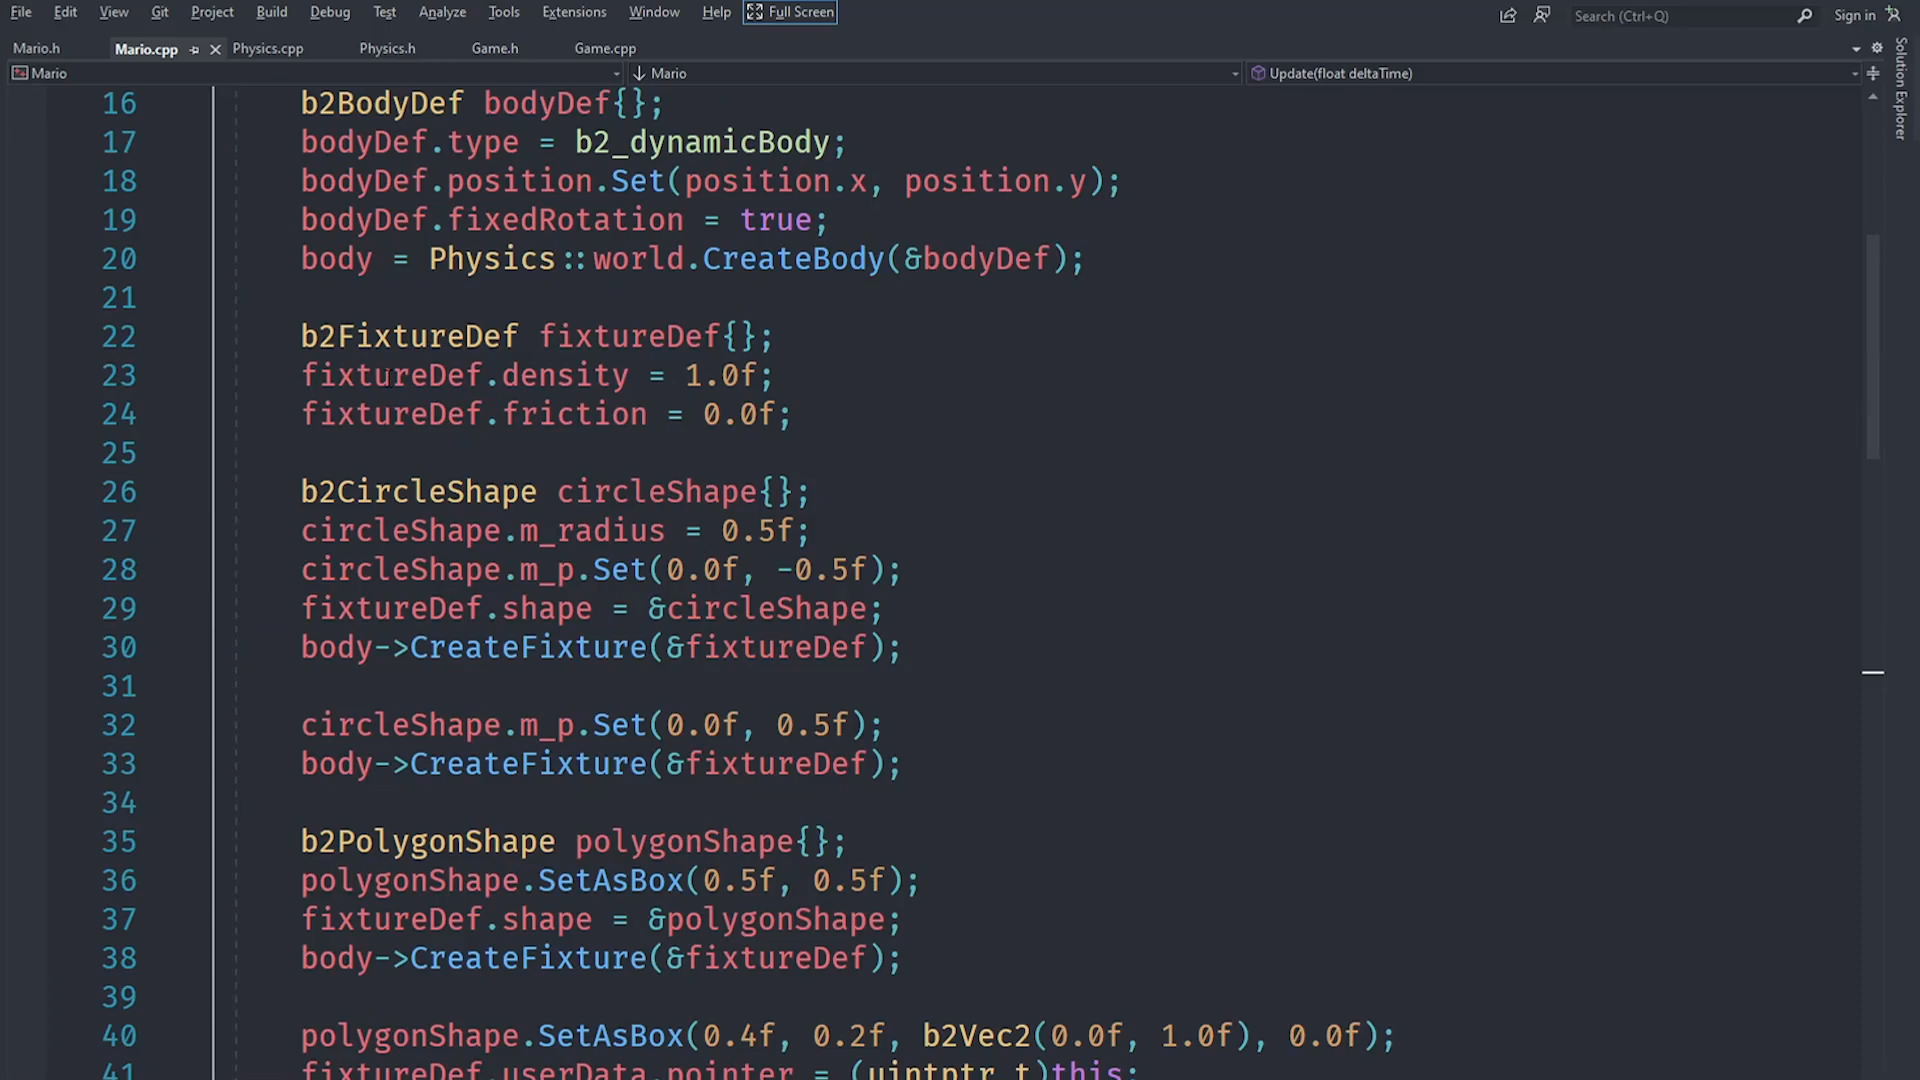 File Edit View Git Project Build Debug Test Analyze Tools Extensions Window Help Full Screen Search (Ctrl+Q) Sign in
Mario.h Mario.cpp Physics.cpp Physics.h Game.h Game.cpp
Mario Mario Update(float deltaTime)
Solution Explorer
16 b2BodyDef bodyDef{};
17 bodyDef.type = b2_dynamicBody;
18 bodyDef.position.Set(position.x, position.y);
19 bodyDef.fixedRotation = true;
20 body = Physics::world.CreateBody(&bodyDef);
21
22 b2FixtureDef fixtureDef{};
23 fixtureDef.density = 1.0f;
24 fixtureDef.friction = 0.0f;
25
26 b2CircleShape circleShape{};
27 circleShape.m_radius = 0.5f;
28 circleShape.m_p.Set(0.0f, -0.5f);
29 fixtureDef.shape = &circleShape;
30 body->CreateFixture(&fixtureDef);
31
32 circleShape.m_p.Set(0.0f, 0.5f);
33 body->CreateFixture(&fixtureDef);
34
35 b2PolygonShape polygonShape{};
36 polygonShape.SetAsBox(0.5f, 0.5f);
37 fixtureDef.shape = &polygonShape;
38 body->CreateFixture(&fixtureDef);
39
40 polygonShape.SetAsBox(0.4f, 0.2f, b2Vec2(0.0f, 1.0f), 0.0f);
41 fixtureDef.userData.pointer = (uintptr_t)this;